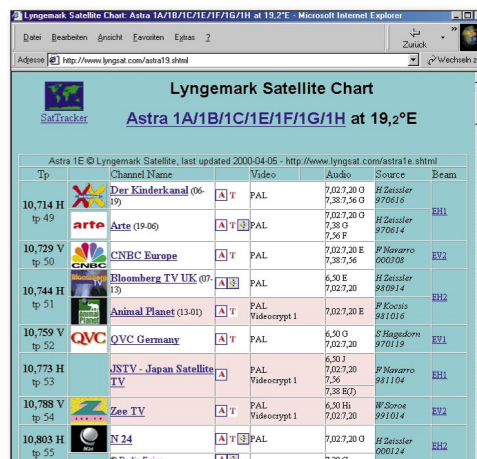 Lyngemark Satellite Chart: Astra 1A/1B/1C/1E/1F/1G/1H at 19,2°E - Microsoft Internet Explorer
Datei Bearbeiten Ansicht Favoriten Extras ?
Zurück
Adresse http://www.lyngsat.com/astra19.shtml Wechseln z
SatTracker
Lyngemark Satellite Chart
Astra 1A/1B/1C/1E/1F/1G/1H at 19,2°E
Astra 1E © Lyngemark Satellite, last updated 2000-04-05 - http://www.lyngsat.com/astra1e.shtml
Tp Channel Name Video Audio Source Beam
10,714 H
tp 49
Der Kinderkanal (06-
19)
A T
PAL
7,02/7,20 G
7,38/7,56 G
H Zeissler
970616
EH1
arte
Arte (19-06)
A T
PAL
7,02/7,20 G
7,38 G
7,56 F
H Zeissler
970614
10,729 V
tp 50
CNBC
CNBC Europe
A T
PAL
7,02/7,20 E
7,38/7,56
F Navarro
000308
EV2
10,744 H
tp 51
Bloomberg
Bloomberg TV UK (07-
13)
A
PAL
6,50 E
7,02/7,20
H Zeissler
980914
EH2
Animal Planet
Animal Planet (13-01)
A T
PAL
Videocrypt 1
7,02/7,20 E
F Kocsis
981016
10,759 V
tp 52
QVC
QVC Germany
A T
PAL
6,50 G
7,02/7,20
S Hagedorn
970119
EV1
10,773 H
tp 53
JSTV - Japan Satellite
TV
A
PAL
Videocrypt 1
6,50 J
7,02/7,20
7,56
7,38 E(J)
F Navarro
981104
EH1
10,788 V
tp 54
Zee TV
A T
PAL
Videocrypt 1
6,50 Hi
7,02/7,20
W Soroe
991014
EV2
10,803 H
tp 55
N24
N 24
A T
PAL
7,02/7,20 G
H Zeissler
000124
EH2